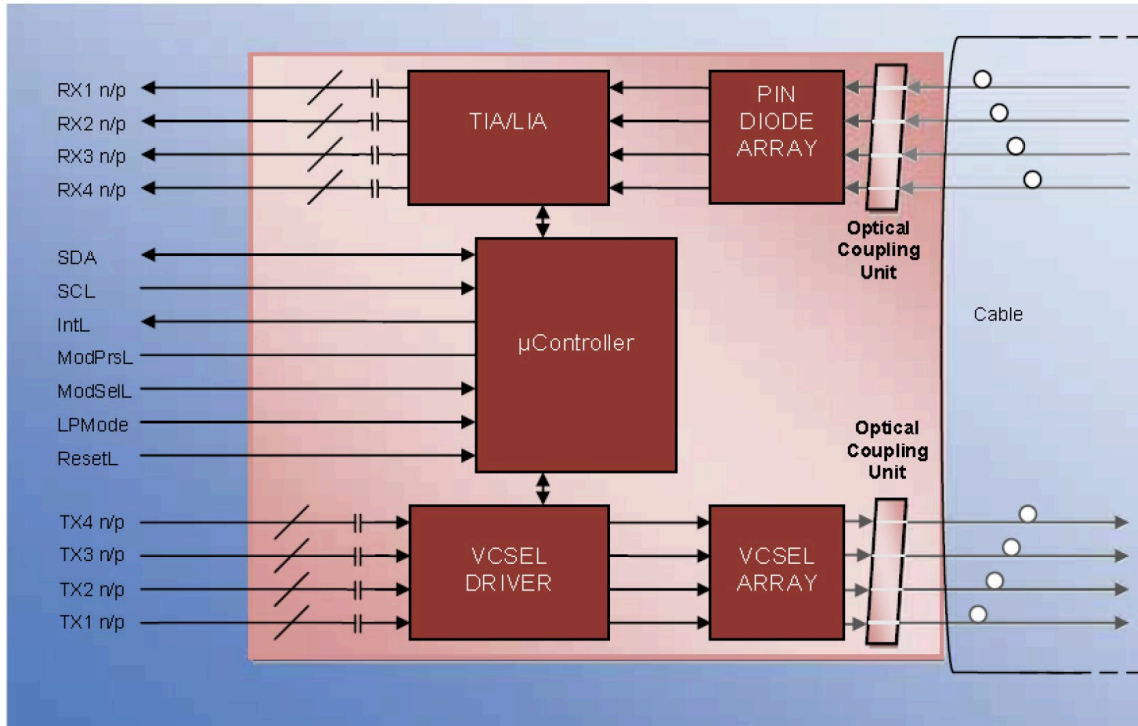 RX1 n/p
RX2 n/p
RX3 n/p
RX4 n/p
TIA/LIA
PIN
DIODE
ARRAY
Optical
Coupling
Unit
SDA
SCL
IntL
ModPrsL
ModSelL
LPMode
ResetL
µController
Cable
Optical
Coupling
Unit
TX4 n/p
TX3 n/p
TX2 n/p
TX1 n/p
VCSEL
DRIVER
VCSEL
ARRAY